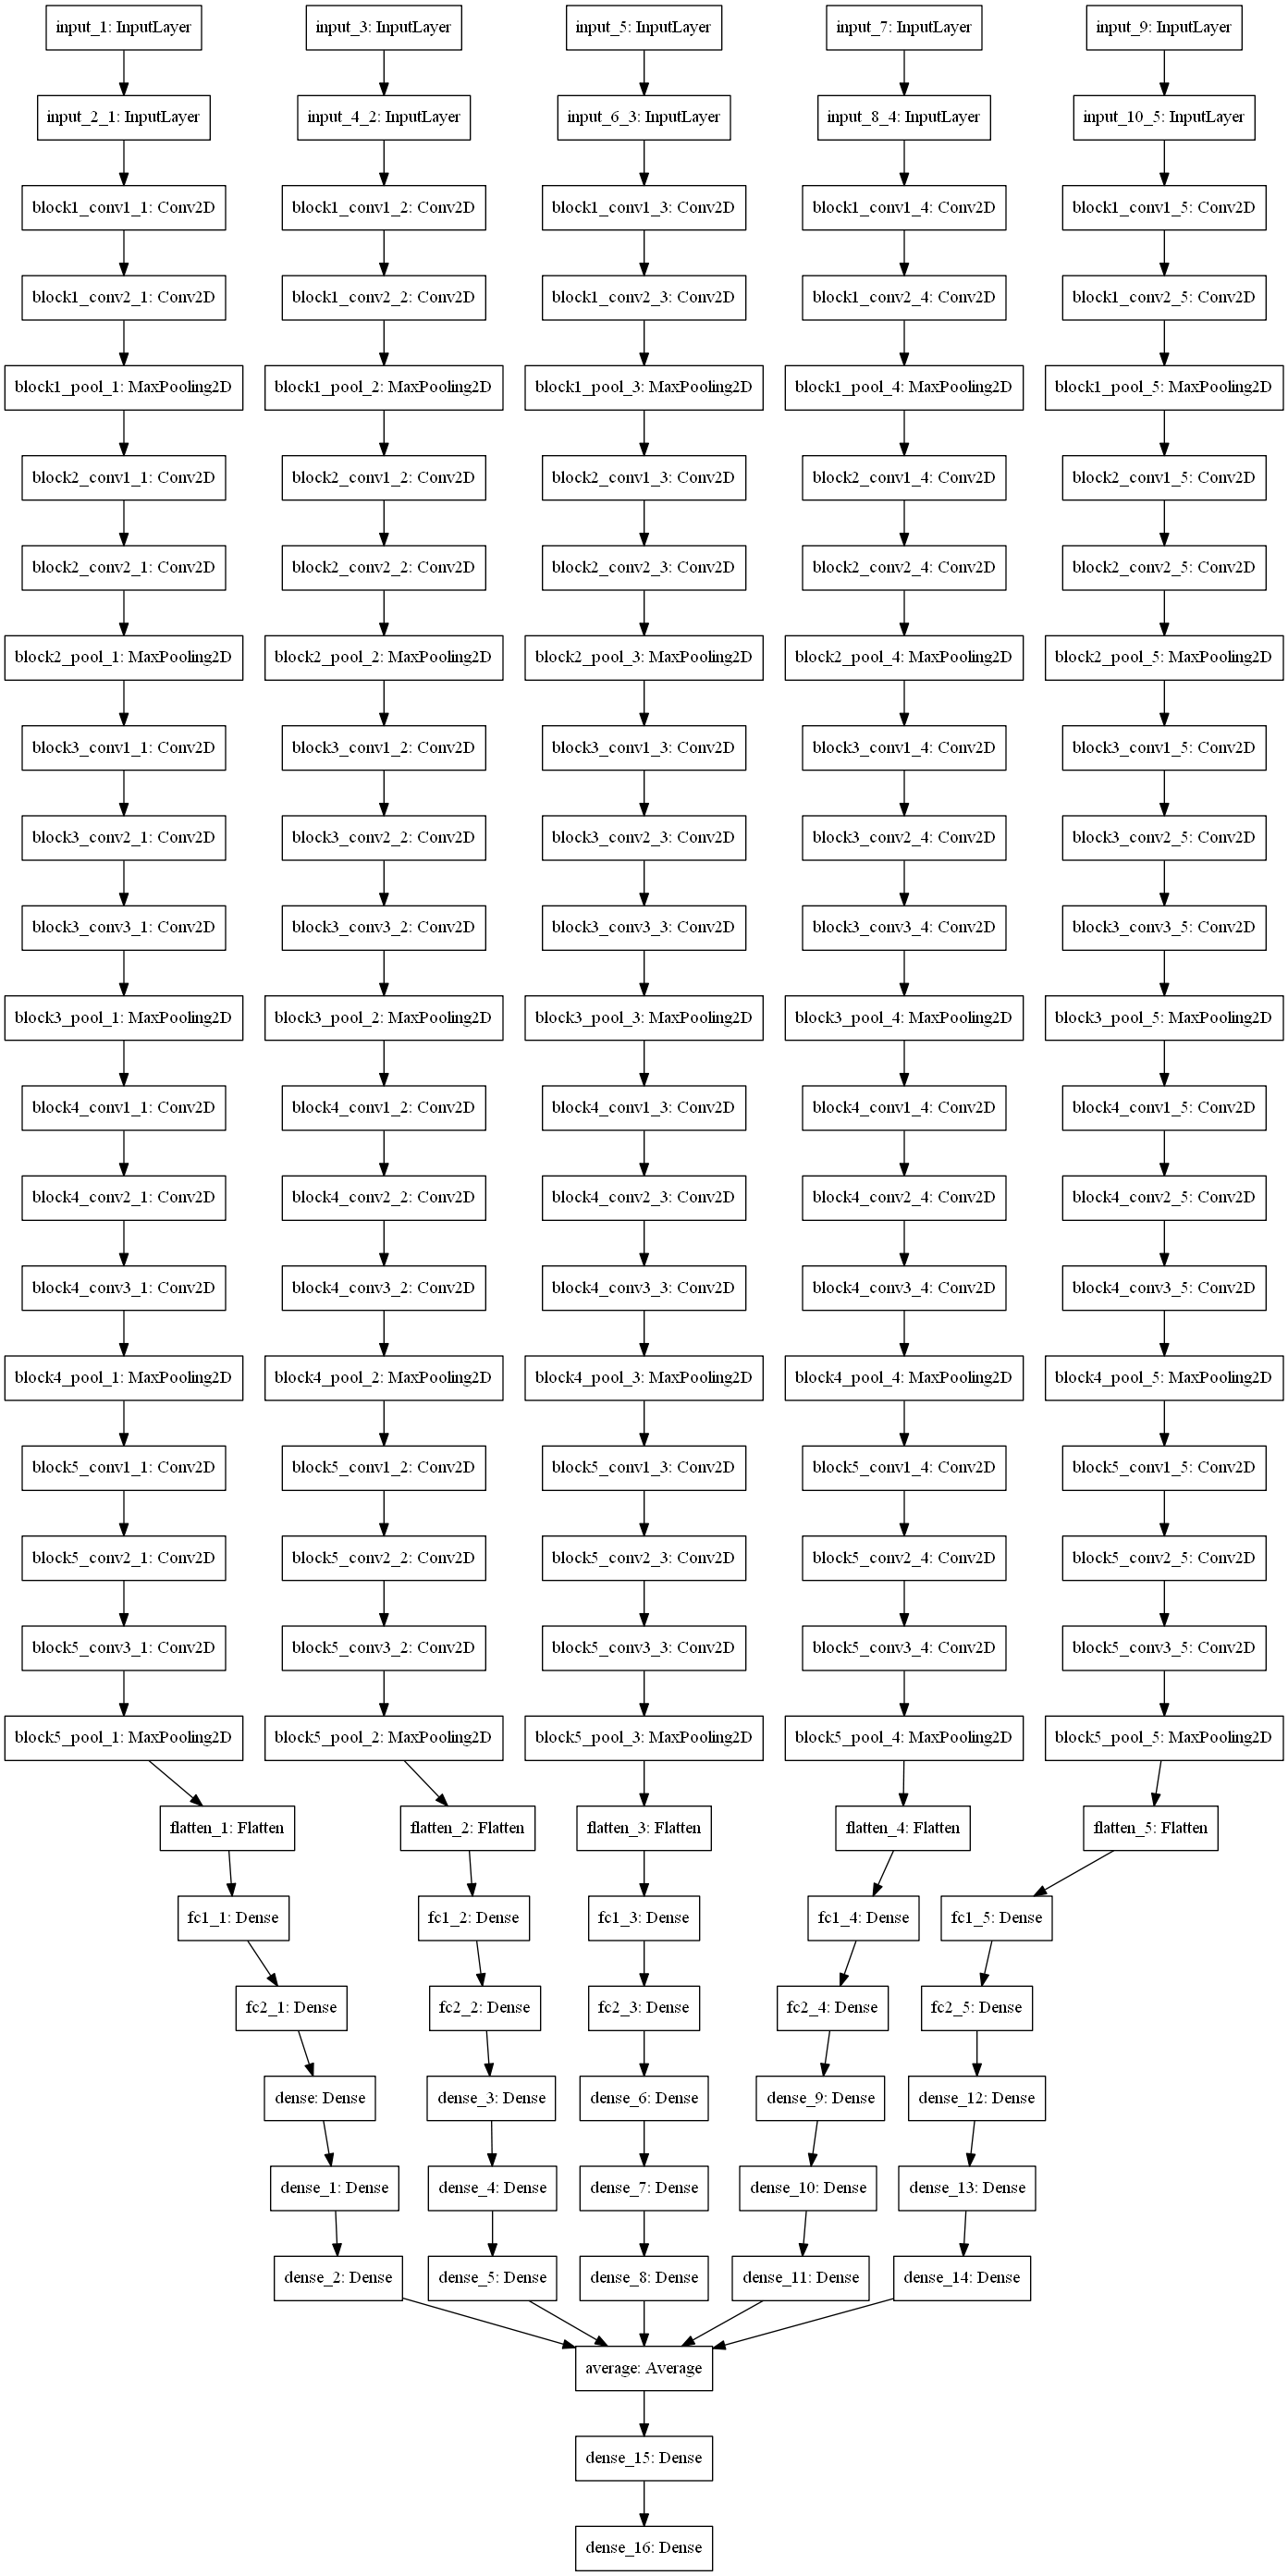 input_1: InputLayer input_3: InputLayer input_5: InputLayer input_7: InputLayer input_9: InputLayer
input_2_1: InputLayer input_4_2: InputLayer input_6_3: InputLayer input_8_4: InputLayer input_10_5: InputLayer
block1_conv1_1: Conv2D block1_conv1_2: Conv2D block1_conv1_3: Conv2D block1_conv1_4: Conv2D block1_conv1_5: Conv2D
block1_conv2_1: Conv2D block1_conv2_2: Conv2D block1_conv2_3: Conv2D block1_conv2_4: Conv2D block1_conv2_5: Conv2D
block1_pool_1: MaxPooling2D block1_pool_2: MaxPooling2D block1_pool_3: MaxPooling2D block1_pool_4: MaxPooling2D block1_pool_5: MaxPooling2D
block2_conv1_1: Conv2D block2_conv1_2: Conv2D block2_conv1_3: Conv2D block2_conv1_4: Conv2D block2_conv1_5: Conv2D
block2_conv2_1: Conv2D block2_conv2_2: Conv2D block2_conv2_3: Conv2D block2_conv2_4: Conv2D block2_conv2_5: Conv2D
block2_pool_1: MaxPooling2D block2_pool_2: MaxPooling2D block2_pool_3: MaxPooling2D block2_pool_4: MaxPooling2D block2_pool_5: MaxPooling2D
block3_conv1_1: Conv2D block3_conv1_2: Conv2D block3_conv1_3: Conv2D block3_conv1_4: Conv2D block3_conv1_5: Conv2D
block3_conv2_1: Conv2D block3_conv2_2: Conv2D block3_conv2_3: Conv2D block3_conv2_4: Conv2D block3_conv2_5: Conv2D
block3_conv3_1: Conv2D block3_conv3_2: Conv2D block3_conv3_3: Conv2D block3_conv3_4: Conv2D block3_conv3_5: Conv2D
block3_pool_1: MaxPooling2D block3_pool_2: MaxPooling2D block3_pool_3: MaxPooling2D block3_pool_4: MaxPooling2D block3_pool_5: MaxPooling2D
block4_conv1_1: Conv2D block4_conv1_2: Conv2D block4_conv1_3: Conv2D block4_conv1_4: Conv2D block4_conv1_5: Conv2D
block4_conv2_1: Conv2D block4_conv2_2: Conv2D block4_conv2_3: Conv2D block4_conv2_4: Conv2D block4_conv2_5: Conv2D
block4_conv3_1: Conv2D block4_conv3_2: Conv2D block4_conv3_3: Conv2D block4_conv3_4: Conv2D block4_conv3_5: Conv2D
block4_pool_1: MaxPooling2D block4_pool_2: MaxPooling2D block4_pool_3: MaxPooling2D block4_pool_4: MaxPooling2D block4_pool_5: MaxPooling2D
block5_conv1_1: Conv2D block5_conv1_2: Conv2D block5_conv1_3: Conv2D block5_conv1_4: Conv2D block5_conv1_5: Conv2D
block5_conv2_1: Conv2D block5_conv2_2: Conv2D block5_conv2_3: Conv2D block5_conv2_4: Conv2D block5_conv2_5: Conv2D
block5_conv3_1: Conv2D block5_conv3_2: Conv2D block5_conv3_3: Conv2D block5_conv3_4: Conv2D block5_conv3_5: Conv2D
block5_pool_1: MaxPooling2D block5_pool_2: MaxPooling2D block5_pool_3: MaxPooling2D block5_pool_4: MaxPooling2D block5_pool_5: MaxPooling2D
flatten_1: Flatten flatten_2: Flatten flatten_3: Flatten flatten_4: Flatten flatten_5: Flatten
fc1_1: Dense fc1_2: Dense fc1_3: Dense fc1_4: Dense fc1_5: Dense
fc2_1: Dense fc2_2: Dense fc2_3: Dense fc2_4: Dense fc2_5: Dense
dense: Dense dense_3: Dense dense_6: Dense dense_9: Dense dense_12: Dense
dense_1: Dense dense_4: Dense dense_7: Dense dense_10: Dense dense_13: Dense
dense_2: Dense dense_5: Dense dense_8: Dense dense_11: Dense dense_14: Dense
average: Average
dense_15: Dense
dense_16: Dense